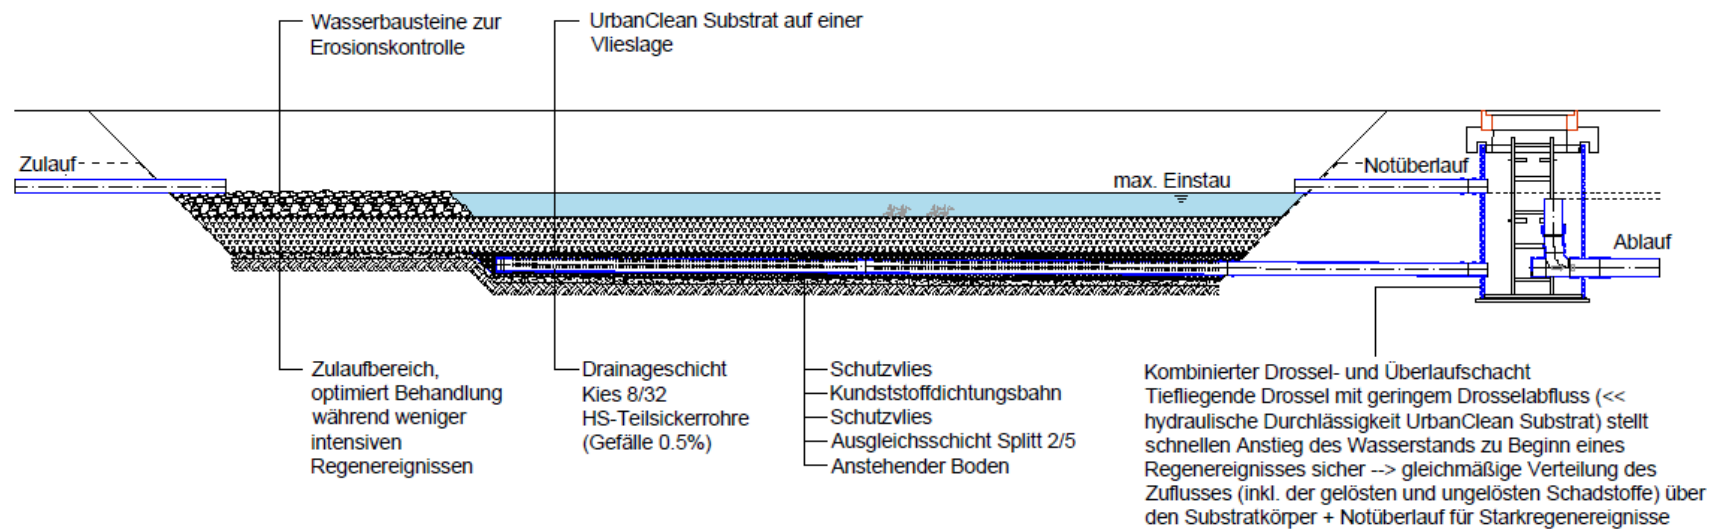 Wasserbausteine zur
Erosionskontrolle
UrbanClean Substrat auf einer
Vlieslage
Zulauf
max. Einstau
Notüberlauf
Ablauf
Zulaufbereich,
optimiert Behandlung
während weniger
intensiven
Regenereignissen
Drainageschicht
Kies 8/32
HS-Teilsickerrohre
(Gefälle 0.5%)
Schutzvlies
Kundststoffdichtungsbahn
Schutzvlies
Ausgleichsschicht Splitt 2/5
Anstehender Boden
Kombinierter Drossel- und Überlaufschacht
Tiefliegende Drossel mit geringem Drosselabfluss (<<
hydraulische Durchlässigkeit UrbanClean Substrat) stellt
schnellen Anstieg des Wasserstands zu Beginn eines
Regenereignisses sicher --> gleichmäßige Verteilung des
Zuflusses (inkl. der gelösten und ungelösten Schadstoffe) über
den Substratkörper + Notüberlauf für Starkregenereignisse